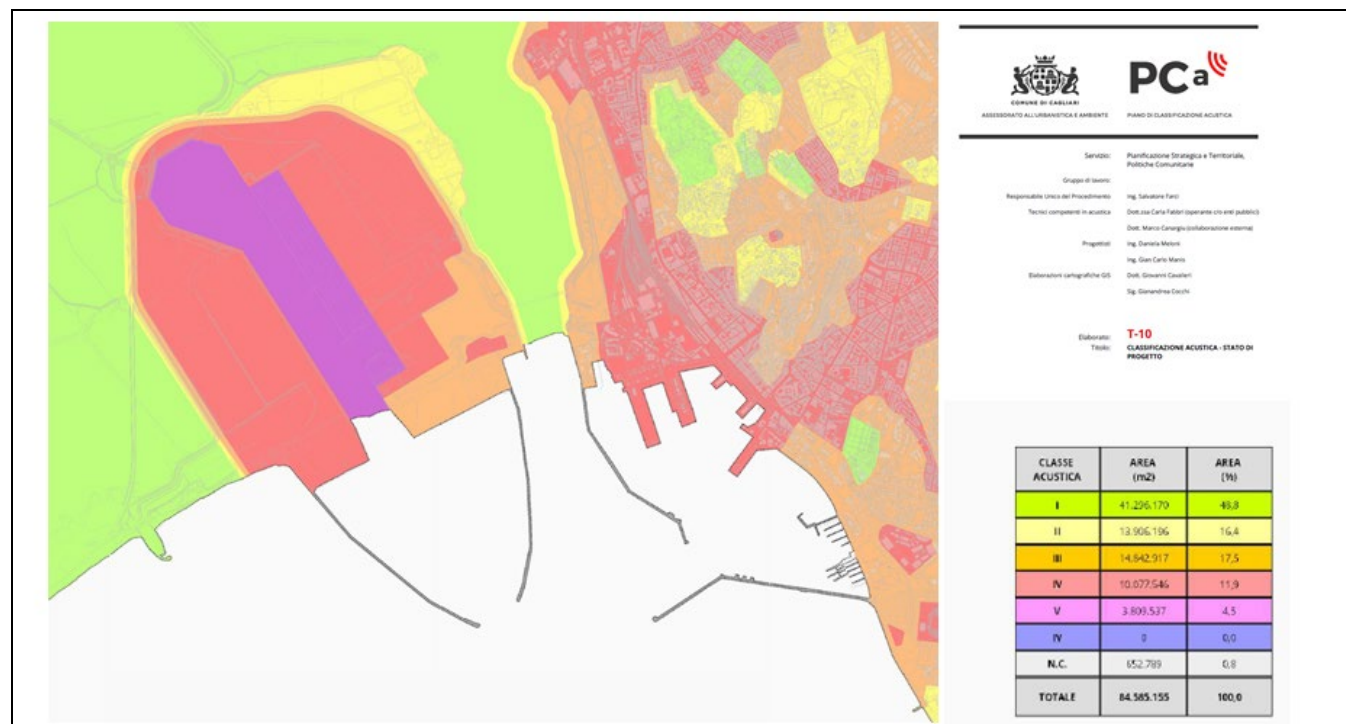 COMUNE DI CAGLIARI
ASSESSORATO ALL'URBANISTICA E AMBIENTE
PCa
PIANO DI CLASSIFICAZIONE ACUSTICA
Servizio: Pianificazione Strategica e Territoriale,
Politiche Comunitarie
Gruppo di lavoro:
Responsabile Unico del Procedimento Ing. Salvatore Farci
Tecnici competenti in acustica Dott.ssa Carla Fabbri (operante c/o enti pubblici)
Dott. Marco Canargiu (collaborazione esterna)
Progettisti Ing. Daniela Meloni
Ing. Gian Carlo Manis
Elaborazioni cartografiche GIS Dott. Giovanni Cavalleri
Sig. Gianandrea Cocchi
Elaborato: T-10
Titolo: CLASSIFICAZIONE ACUSTICA - STATO DI
PROGETTO
CLASSE ACUSTICA AREA (m2) AREA (%)
I 41.296.170 48,8
II 13.906.196 16,4
III 14.842.917 17,5
IV 10.077.546 11,9
V 3.809.537 4,5
IV 0 0,0
N.C. 652.789 0,8
TOTALE 84.585.155 100,0